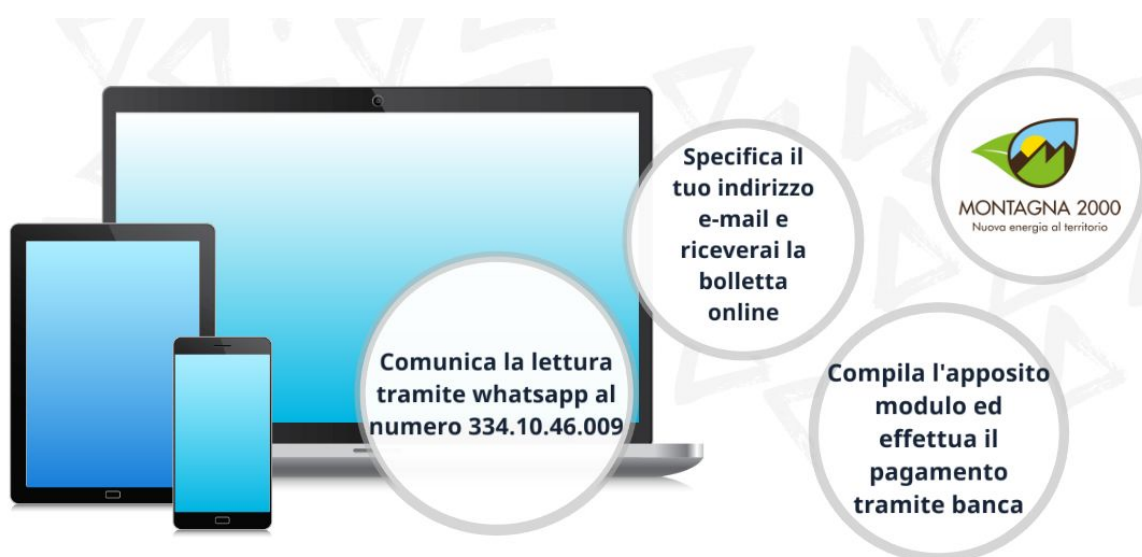 Specifica il
tuo indirizzo
e-mail e
riceverai la
bolletta
online
MONTAGNA 2000
Nuova energia al territorio
Comunica la lettura
tramite whatsapp al
numero 334.10.46.009
Compila l'apposito
modulo ed
effettua il
pagamento
tramite banca